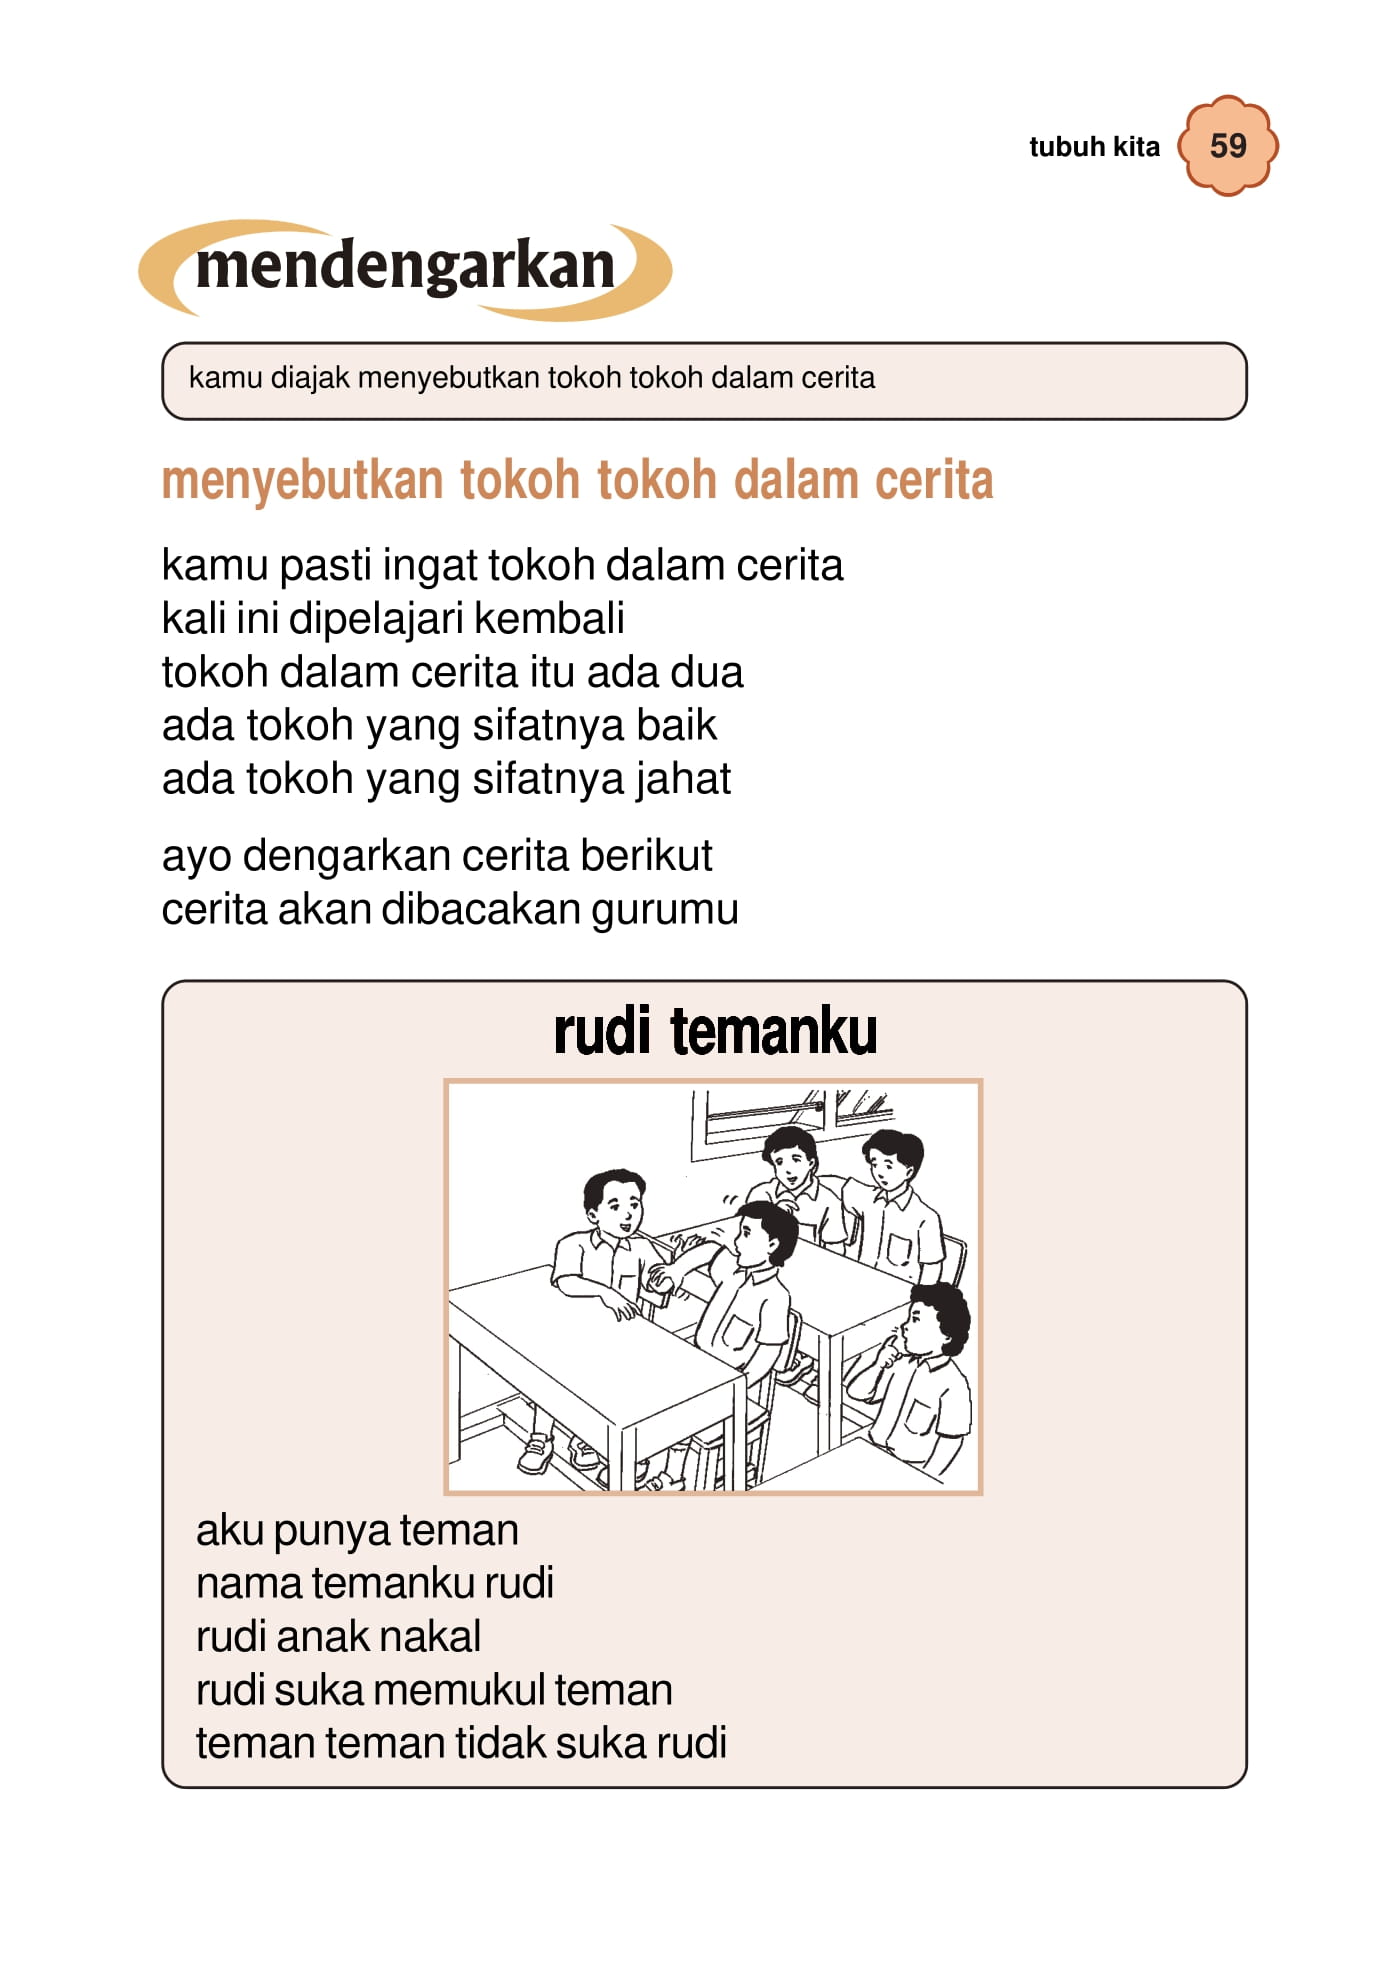 tubuh kita 59
mendengarkan
kamu diajak menyebutkan tokoh tokoh dalam cerita
menyebutkan tokoh tokoh dalam cerita
kamu pasti ingat tokoh dalam cerita
kali ini dipelajari kembali
tokoh dalam cerita itu ada dua
ada tokoh yang sifatnya baik
ada tokoh yang sifatnya jahat
ayo dengarkan cerita berikut
cerita akan dibacakan gurumu
rudi temanku
aku punya teman
nama temanku rudi
rudi anak nakal
rudi suka memukul teman
teman teman tidak suka rudi